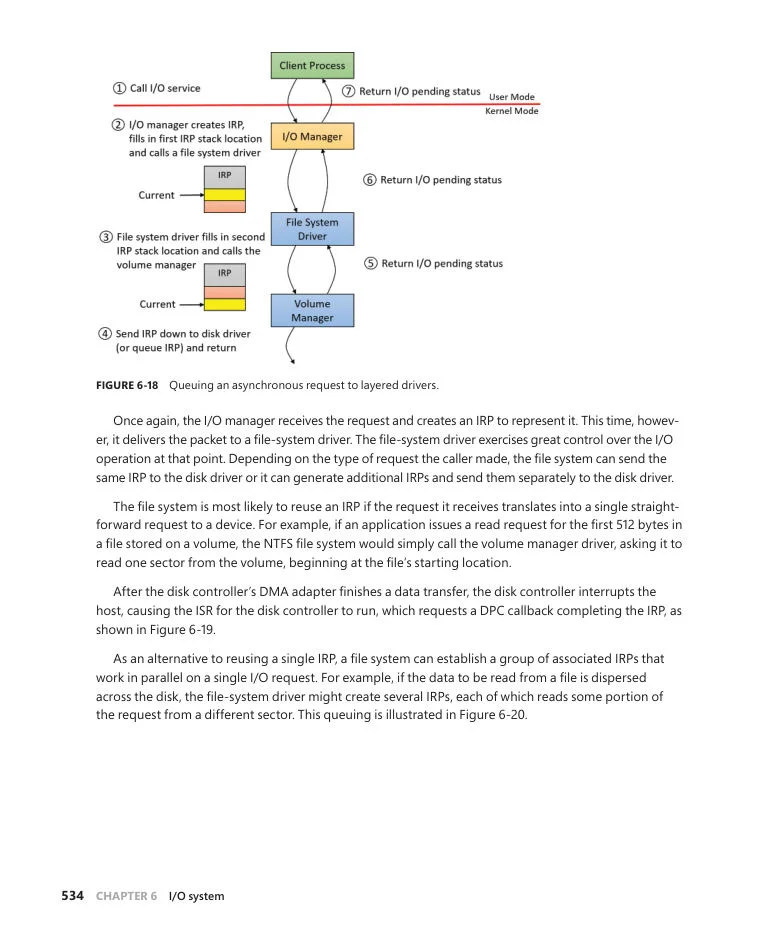 Client Process
① Call I/O service
⑦ Return I/O pending status
User Mode
Kernel Mode
② I/O manager creates IRP,
fills in first IRP stack location
and calls a file system driver
I/O Manager
IRP
Current
⑥ Return I/O pending status
File System
Driver
③ File system driver fills in second
IRP stack location and calls the
volume manager
IRP
Current
⑤ Return I/O pending status
Volume
Manager
④ Send IRP down to disk driver
(or queue IRP) and return
FIGURE 6-18 Queuing an asynchronous request to layered drivers.
Once again, the I/O manager receives the request and creates an IRP to represent it. This time, howev-
er, it delivers the packet to a file-system driver. The file-system driver exercises great control over the I/O
operation at that point. Depending on the type of request the caller made, the file system can send the
same IRP to the disk driver or it can generate additional IRPs and send them separately to the disk driver.
The file system is most likely to reuse an IRP if the request it receives translates into a single straight-
forward request to a device. For example, if an application issues a read request for the first 512 bytes in
a file stored on a volume, the NTFS file system would simply call the volume manager driver, asking it to
read one sector from the volume, beginning at the file’s starting location.
After the disk controller’s DMA adapter finishes a data transfer, the disk controller interrupts the
host, causing the ISR for the disk controller to run, which requests a DPC callback completing the IRP, as
shown in Figure 6-19.
As an alternative to reusing a single IRP, a file system can establish a group of associated IRPs that
work in parallel on a single I/O request. For example, if the data to be read from a file is dispersed
across the disk, the file-system driver might create several IRPs, each of which reads some portion of
the request from a different sector. This queuing is illustrated in Figure 6-20.
534 CHAPTER 6 I/O system